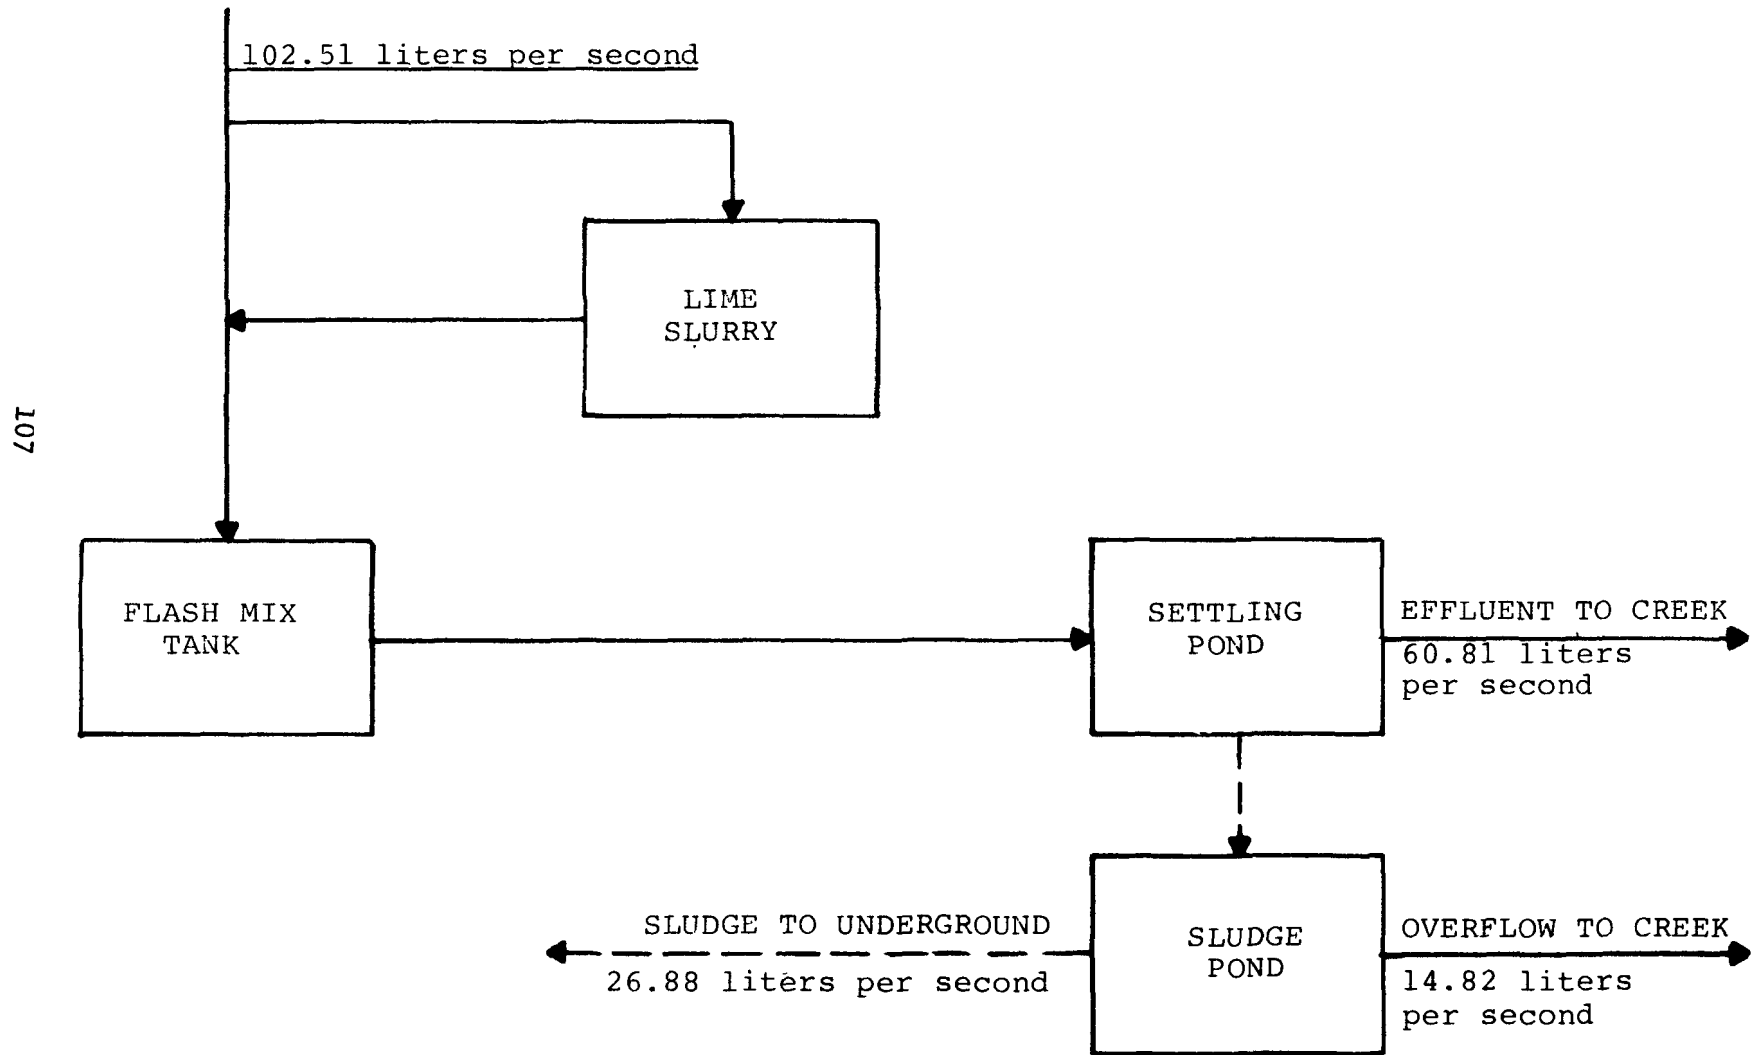 102.51 liters per second
LIME
SLURRY
107
FLASH MIX
TANK
SETTLING
POND
EFFLUENT TO CREEK
60.81 liters
per second
SLUDGE TO UNDERGROUND
26.88 liters per second
SLUDGE
POND
OVERFLOW TO CREEK
14.82 liters
per second